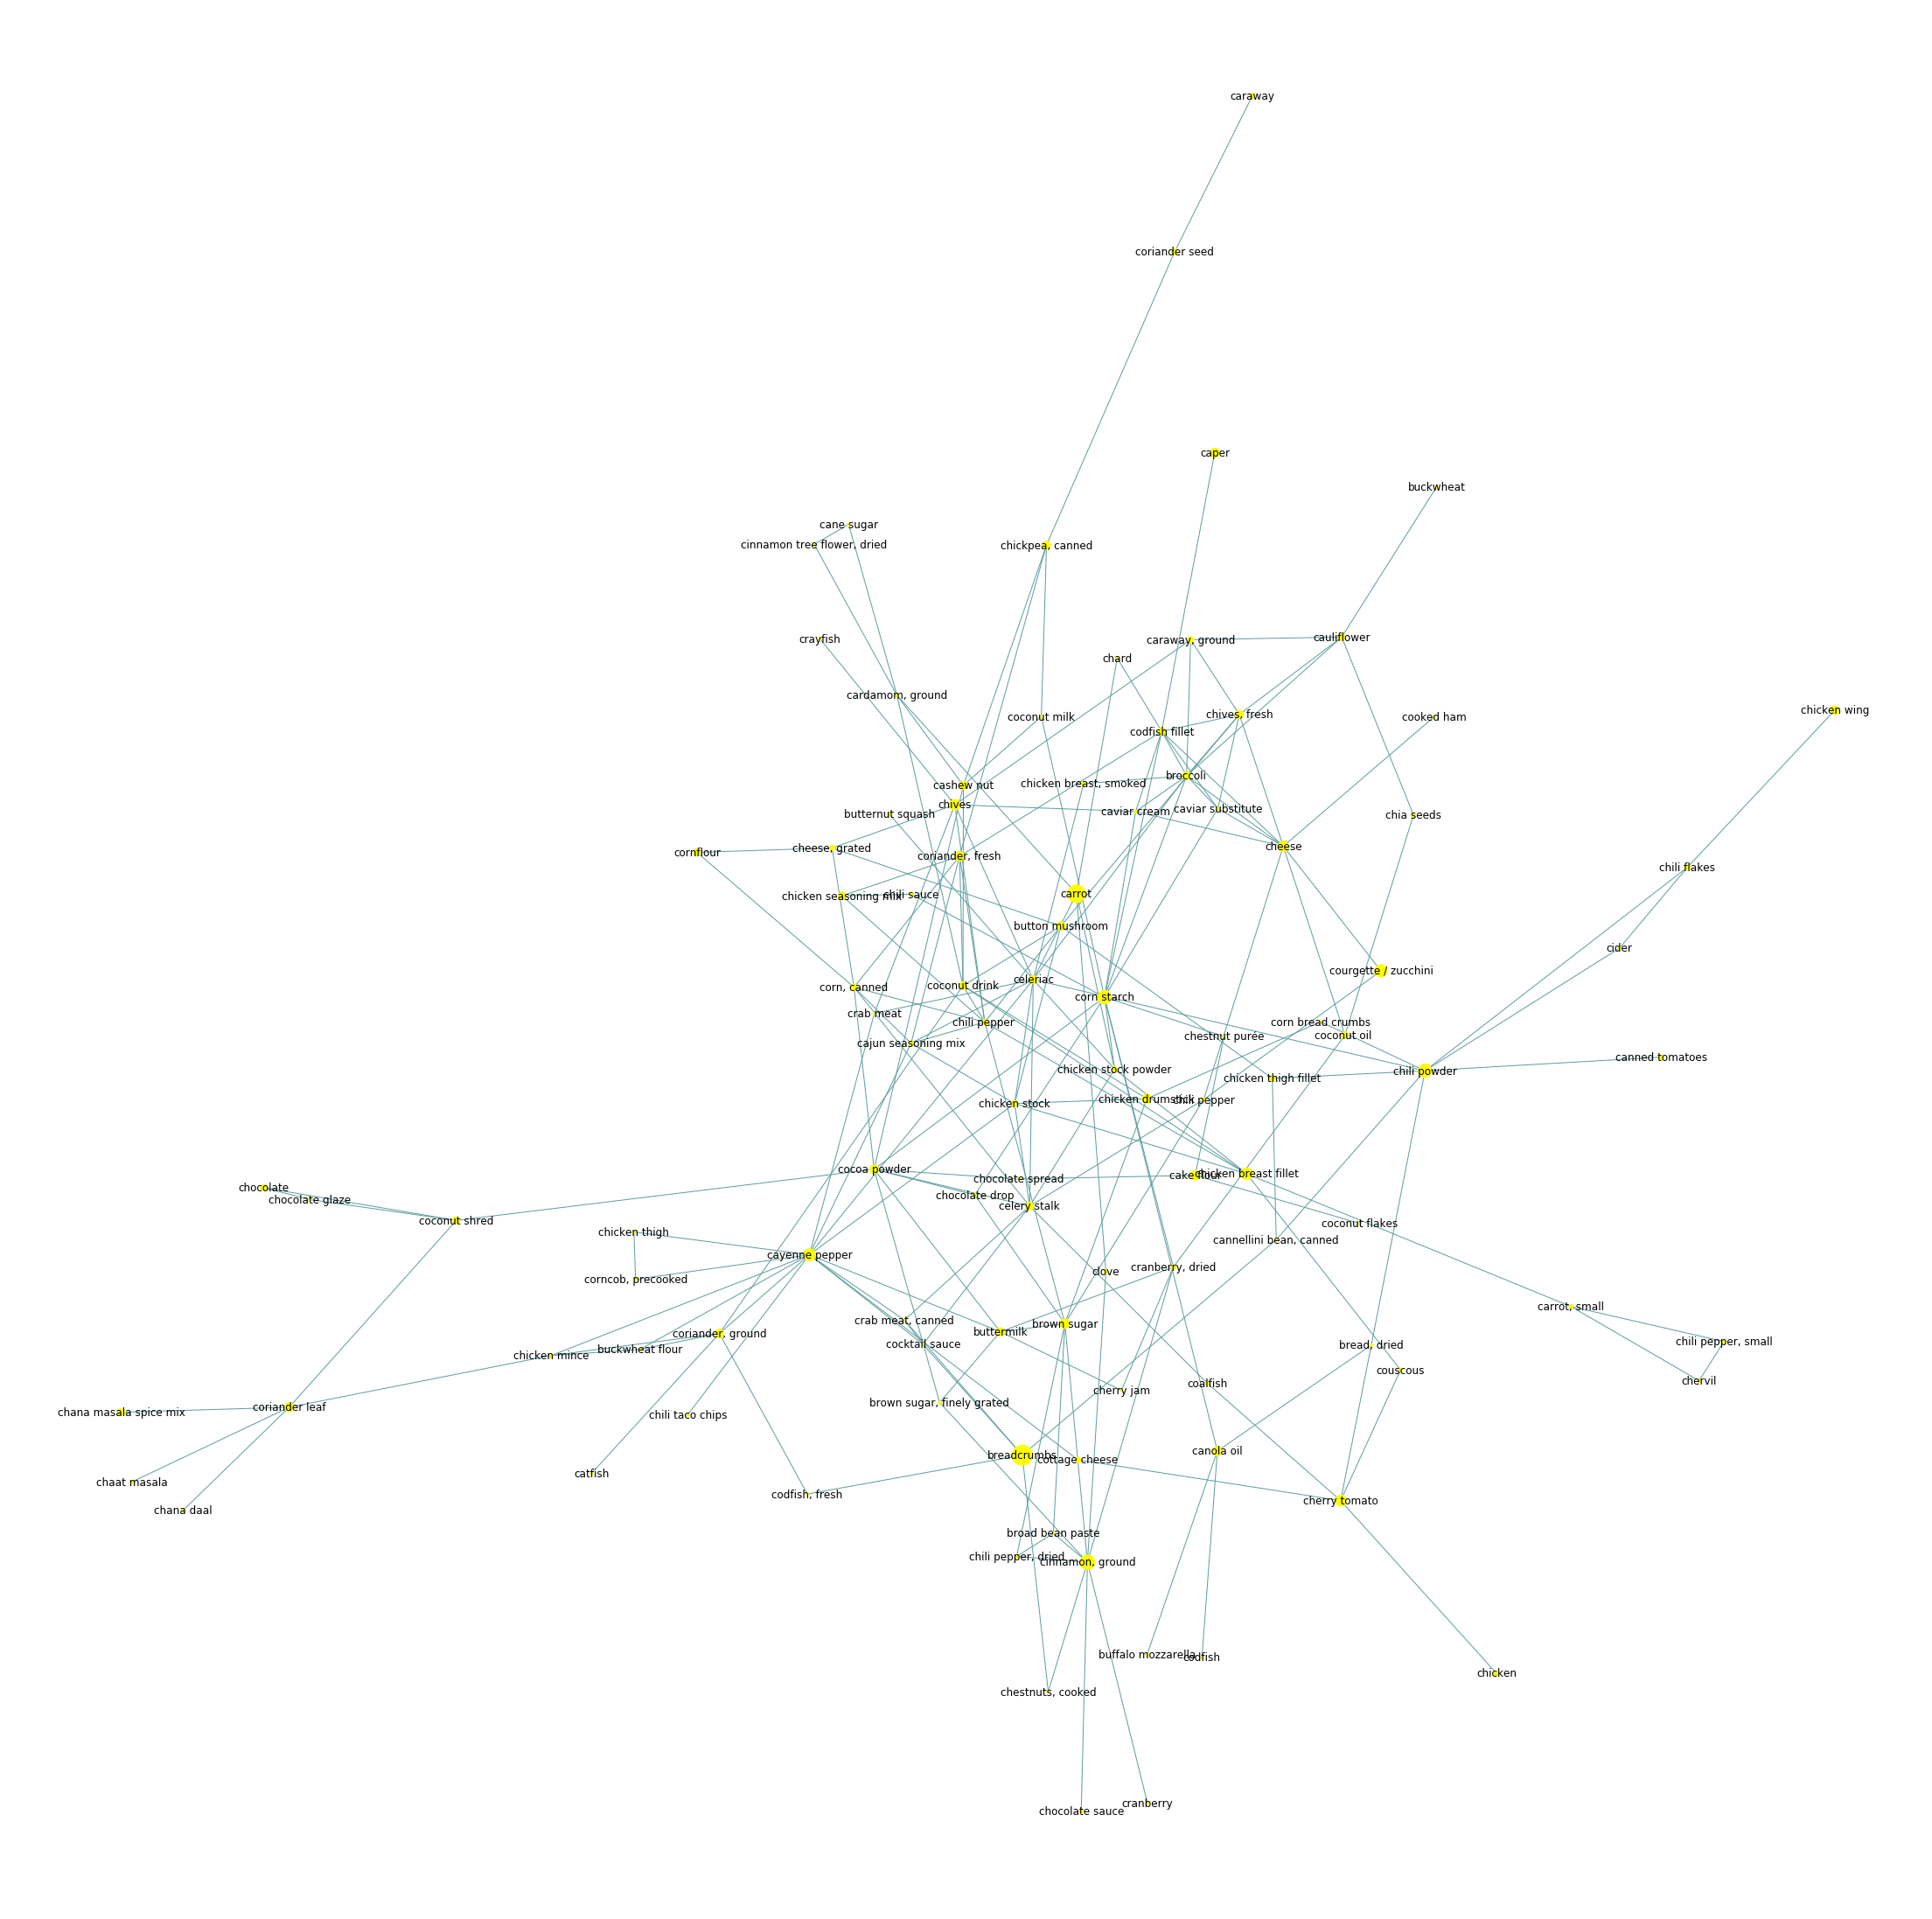 caraway
coriander seed
caper
buckwheat
cane sugar
cinnamon tree flower, dried
chickpea, canned
crayfish
caraway, ground
cauliflower
chard
cardamom, ground
chicken wing
coconut milk
chives, fresh
cooked ham
codfish fillet
broccoli
cashew nut
chicken breast, smoked
chives
butternut squash
caviar cream
caviar substitute
chia seeds
cheese, grated
cornflour
coriander, fresh
cheese
chili flakes
chicken seasoning mix
chili sauce
carrot
button mushroom
cider
courgette / zucchini
celeriac
corn, canned
coconut drink
corn starch
crab meat
chili pepper
corn bread crumbs
coconut oil
chestnut purée
cajun seasoning mix
canned tomatoes
chicken stock powder
chili powder
chicken thigh fillet
chicken drumstick
chili pepper
chicken stock
cocoa powder
chocolate spread
cake flour
chicken breast fillet
chocolate
chocolate glaze
chocolate drop
celery stalk
coconut shred
coconut flakes
chicken thigh
cannellini bean, canned
cayenne pepper
clove
cranberry, dried
corncob, precooked
carrot, small
crab meat, canned
brown sugar
buttermilk
coriander, ground
chili pepper, small
cocktail sauce
bread, dried
buckwheat flour
chicken mince
couscous
chervil
coalfish
cherry jam
brown sugar, finely grated
coriander leaf
chana masala spice mix
chili taco chips
canola oil
breadcrumbs
cottage cheese
catfish
chaat masala
codfish, fresh
cherry tomato
chana daal
broad bean paste
chili pepper, dried
cinnamon, ground
buffalo mozzarella
codfish
chicken
chestnuts, cooked
cranberry
chocolate sauce